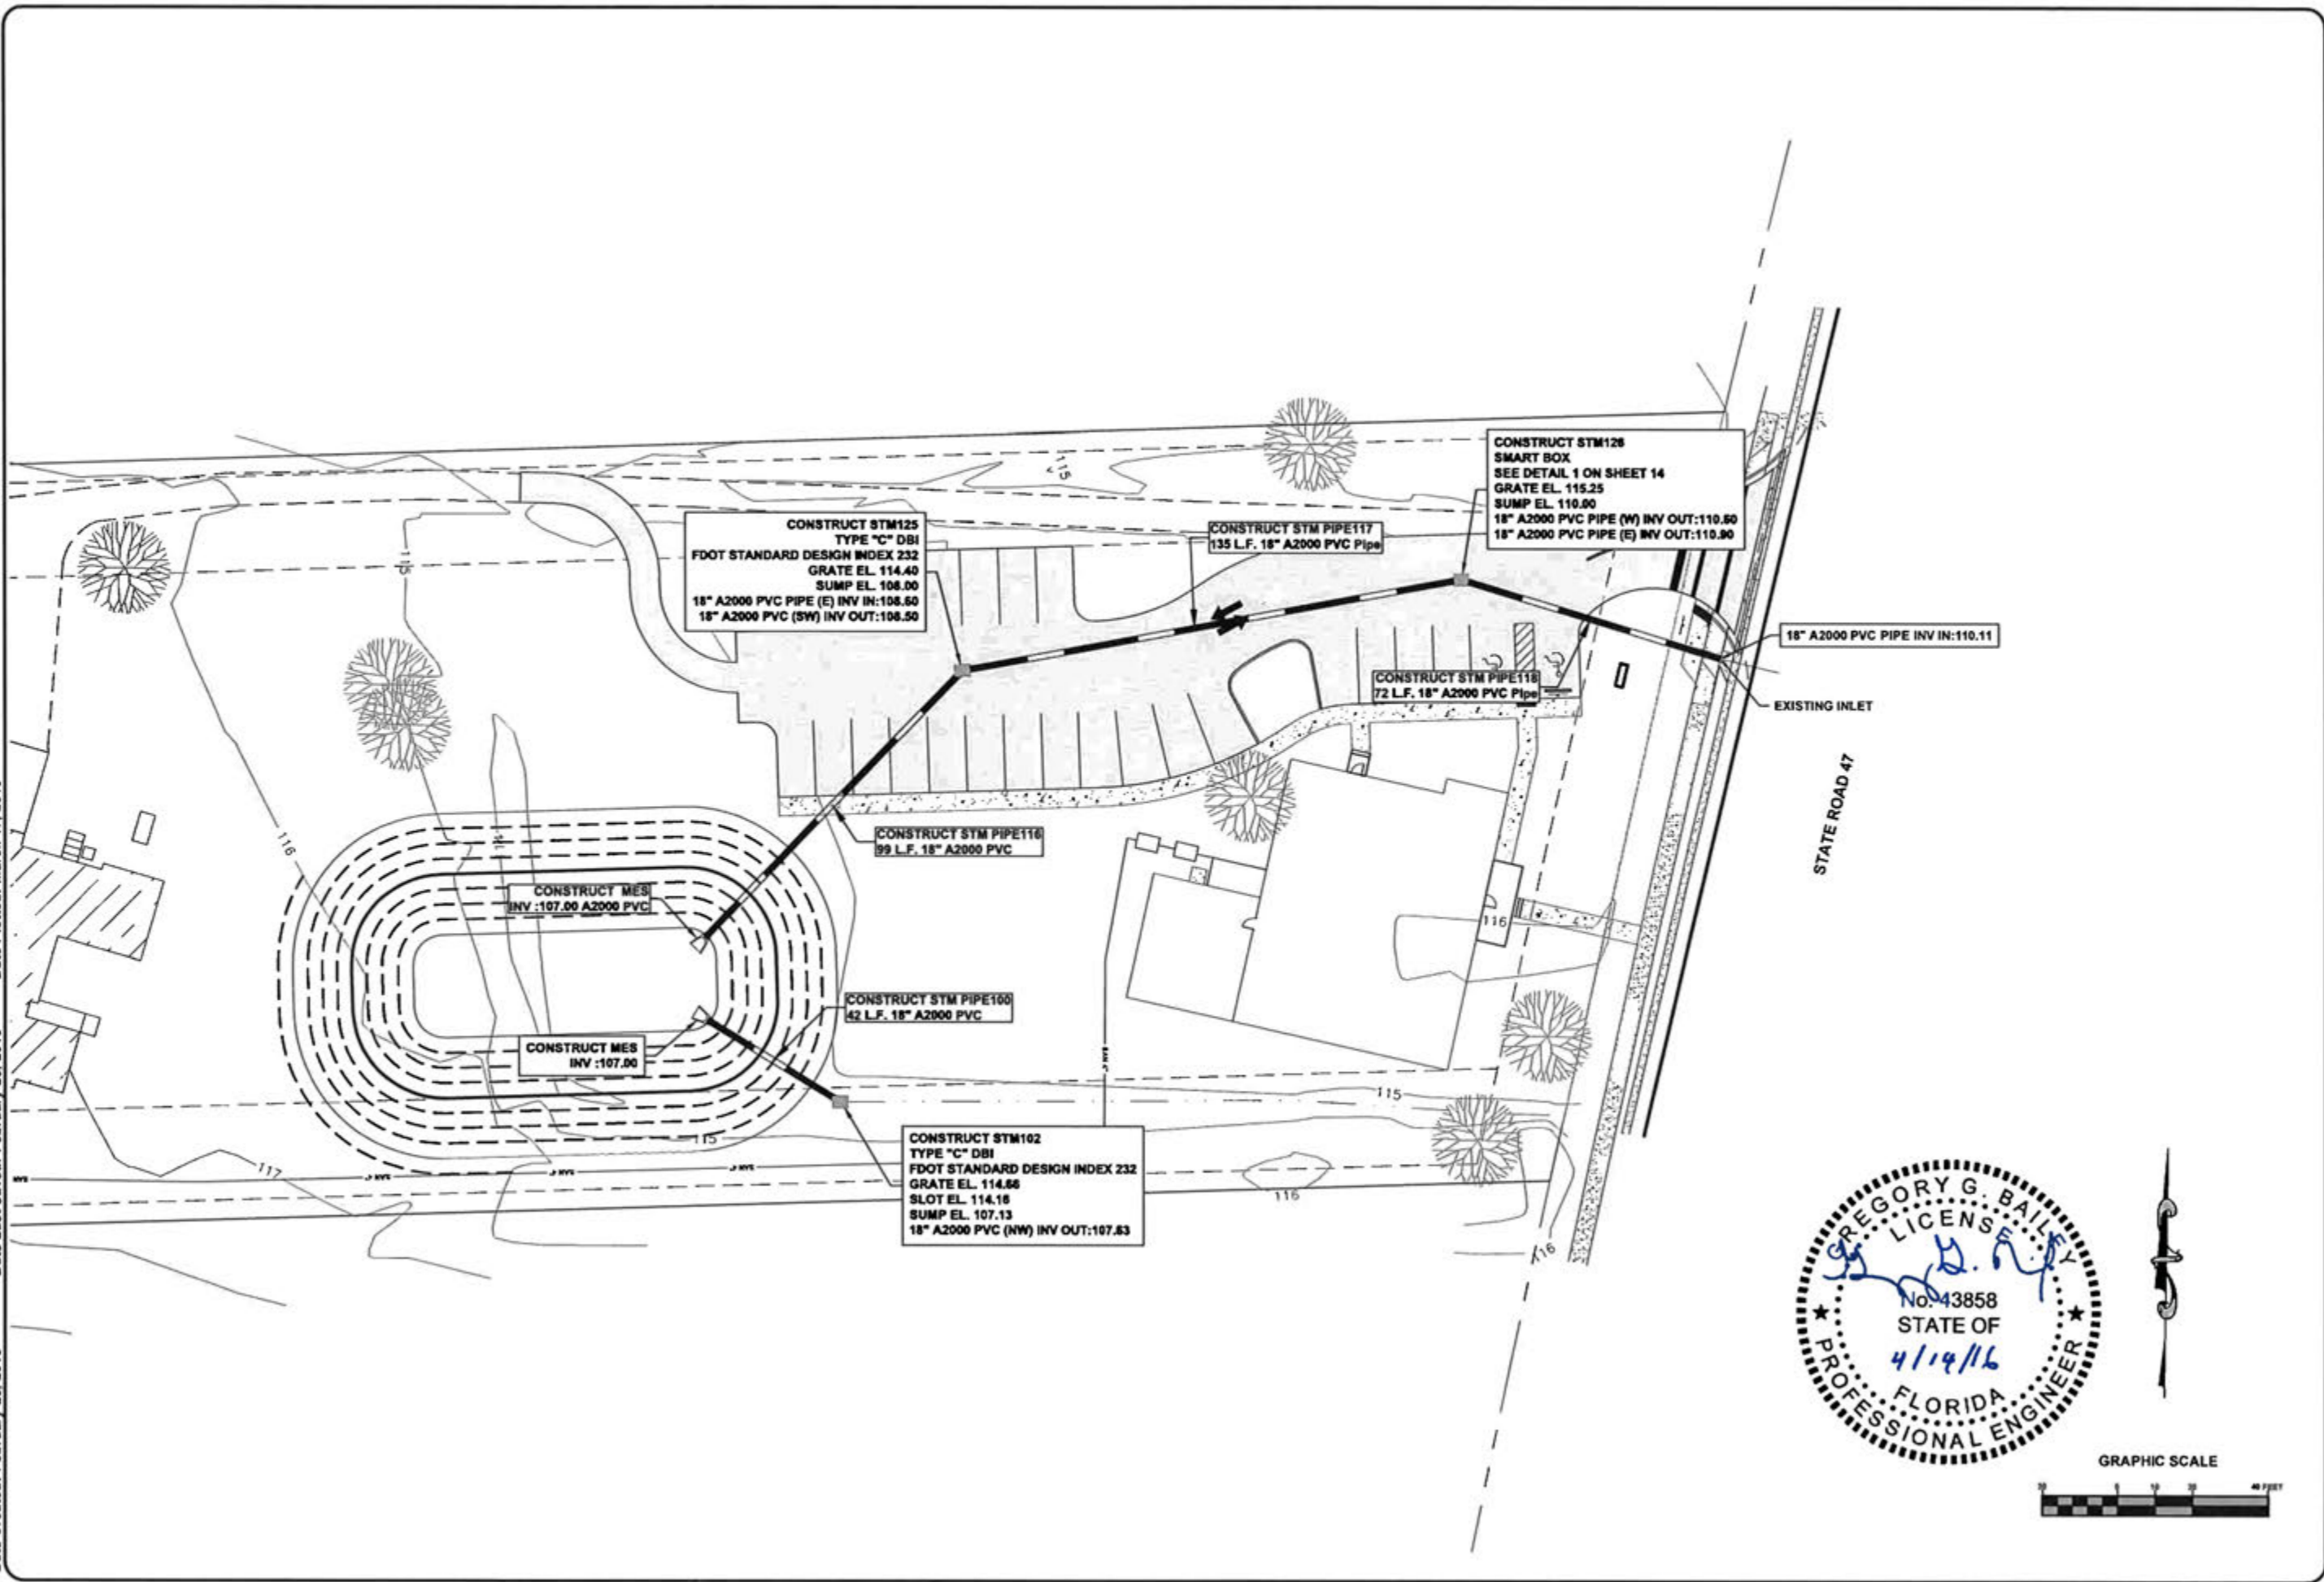 115
CONSTRUCT STM126
SMART BOX
SEE DETAIL 1 ON SHEET 14
GRATE EL. 115.25
SUMP EL. 110.00
18" A2000 PVC PIPE (W) INV OUT:110.50
18" A2000 PVC PIPE (E) INV OUT:110.90
CONSTRUCT STM125
TYPE "C" DBI
FDOT STANDARD DESIGN INDEX 232
GRATE EL. 114.40
SUMP EL. 108.00
18" A2000 PVC PIPE (E) INV IN:108.60
18" A2000 PVC (SW) INV OUT:108.50
CONSTRUCT STM PIPE117
135 L.F. 18" A2000 PVC Pipe
115
18" A2000 PVC PIPE INV IN:110.11
CONSTRUCT STM PIPE118
72 L.F. 18" A2000 PVC Pipe
EXISTING INLET
STATE ROAD 47
116
CONSTRUCT STM PIPE116
99 L.F. 18" A2000 PVC
CONSTRUCT MES
INV :107.00 A2000 PVC
116
CONSTRUCT STM PIPE100
42 L.F. 18" A2000 PVC
CONSTRUCT MES
INV :107.00
115
115
117
CONSTRUCT STM102
TYPE "C" DBI
FDOT STANDARD DESIGN INDEX 232
GRATE EL. 114.66
SLOT EL. 114.16
SUMP EL. 107.13
18" A2000 PVC (NW) INV OUT:107.63
116
116
GREGORY G. BAILEY
LICENSE
No. 43858
STATE OF
4/14/16
FLORIDA
PROFESSIONAL ENGINEER
GRAPHIC SCALE
20 0 10 20 40 FEET